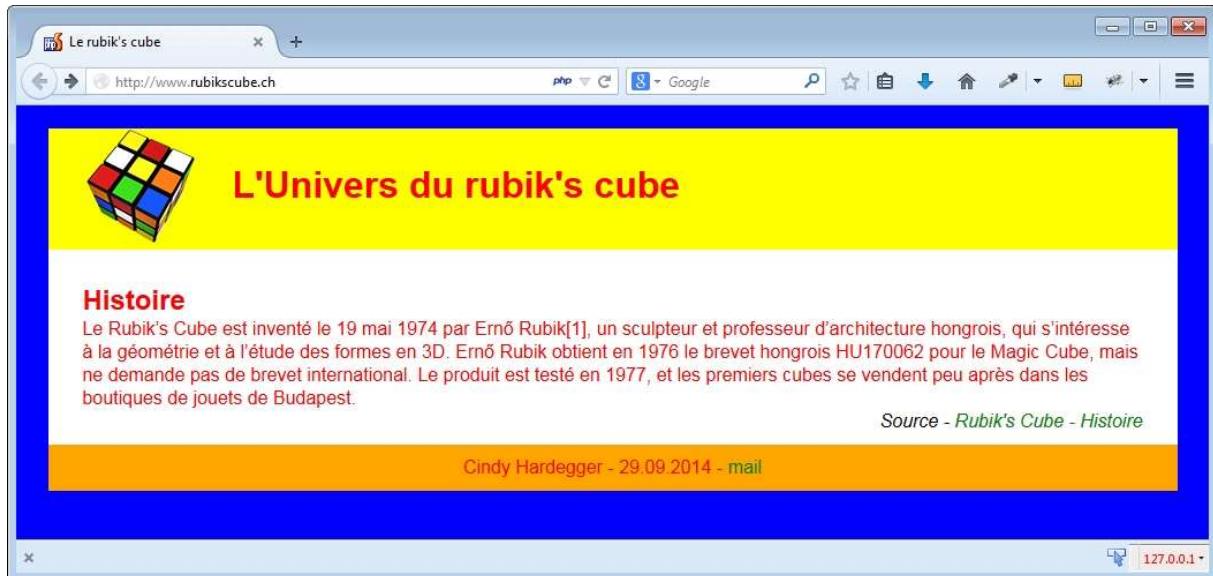 Le rubik's cube
http://www.rubikscube.ch
php
8
Google
L'Univers du rubik's cube
Histoire
Le Rubik’s Cube est inventé le 19 mai 1974 par Ernő Rubik[1], un sculpteur et professeur d’architecture hongrois, qui s’intéresse
à la géométrie et à l’étude des formes en 3D. Ernő Rubik obtient en 1976 le brevet hongrois HU170062 pour le Magic Cube, mais
ne demande pas de brevet international. Le produit est testé en 1977, et les premiers cubes se vendent peu après dans les
boutiques de jouets de Budapest.
Source - Rubik's Cube - Histoire
Cindy Hardegger - 29.09.2014 - mail
127.0.0.1